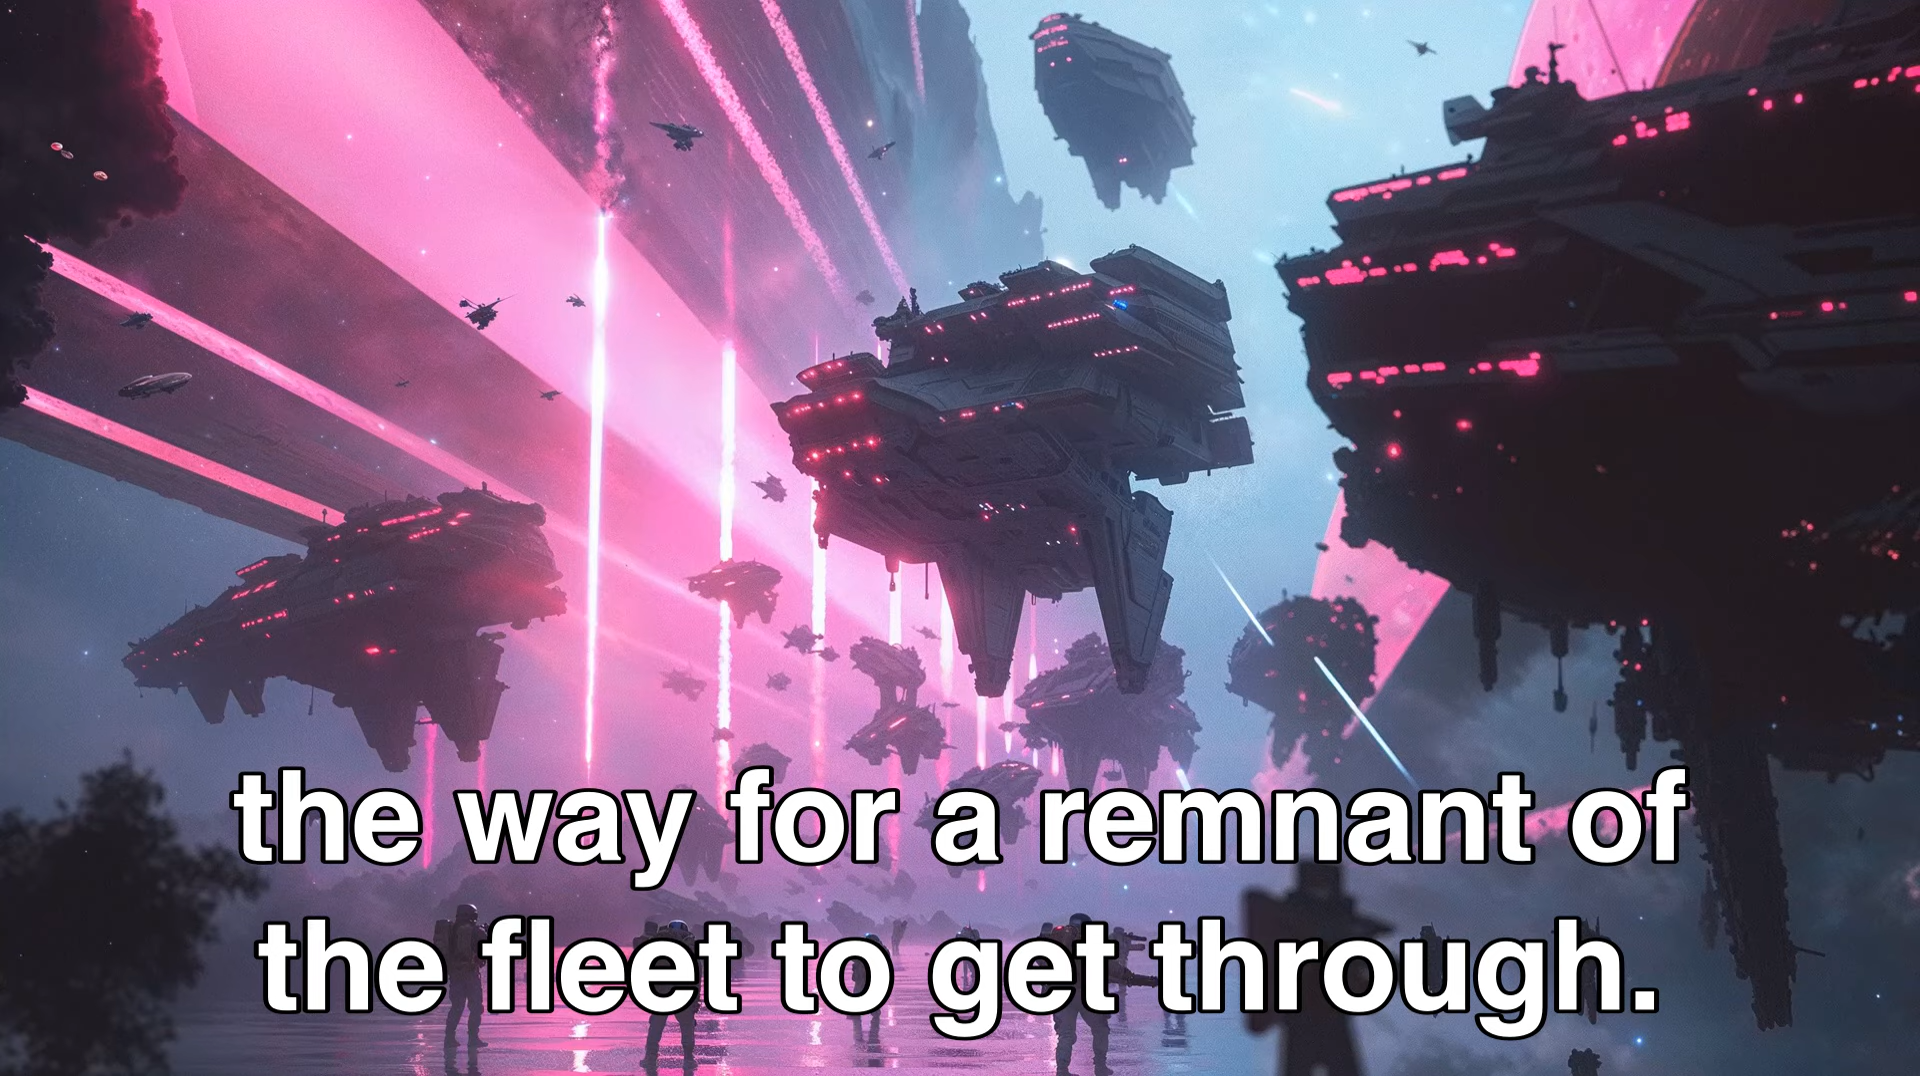 the way for a remnant of
the fleet to get through.